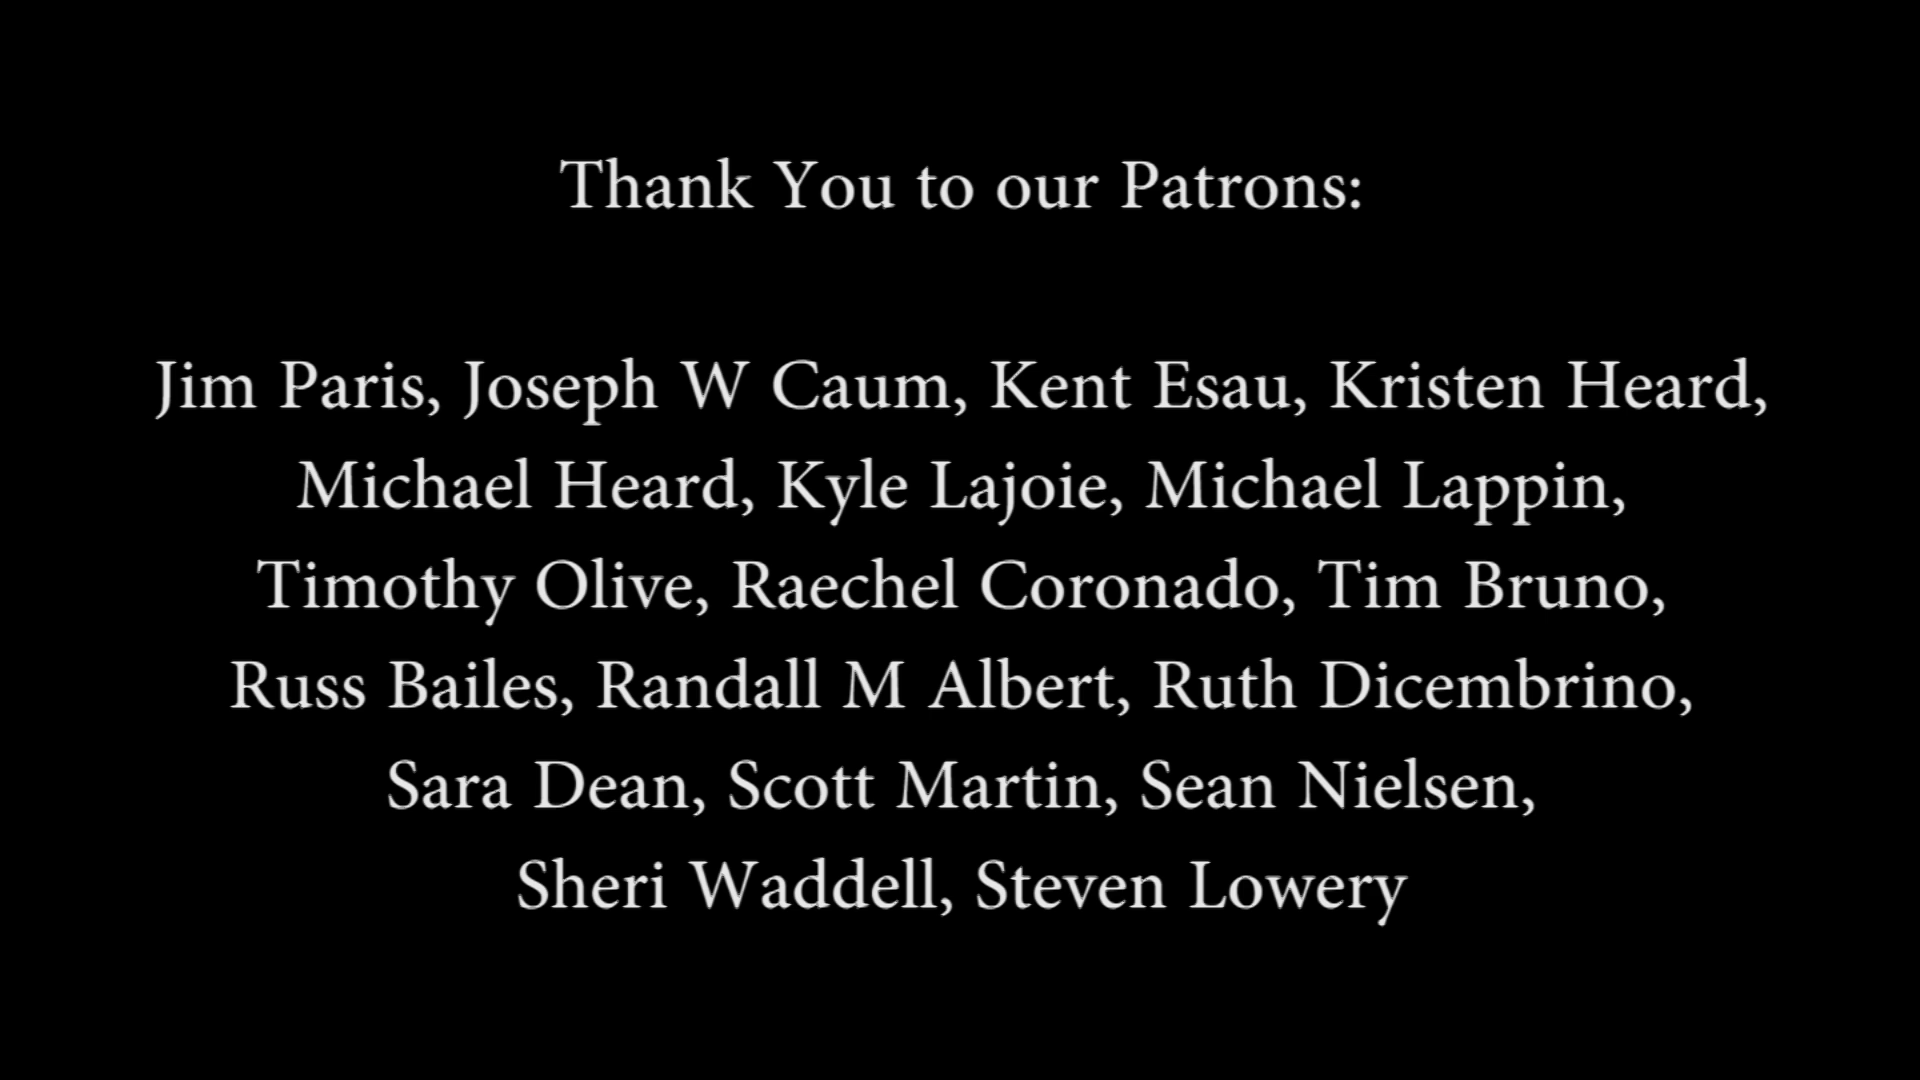 Thank You to our Patrons:
Jim Paris, Joseph W Caum, Kent Esau, Kristen Heard,
Michael Heard, Kyle Lajoie, Michael Lappin,
Timothy Olive, Raechel Coronado, Tim Bruno,
Russ Bailes, Randall M Albert, Ruth Dicembrino,
Sara Dean, Scott Martin, Sean Nielsen,
Sheri Waddell, Steven Lowery